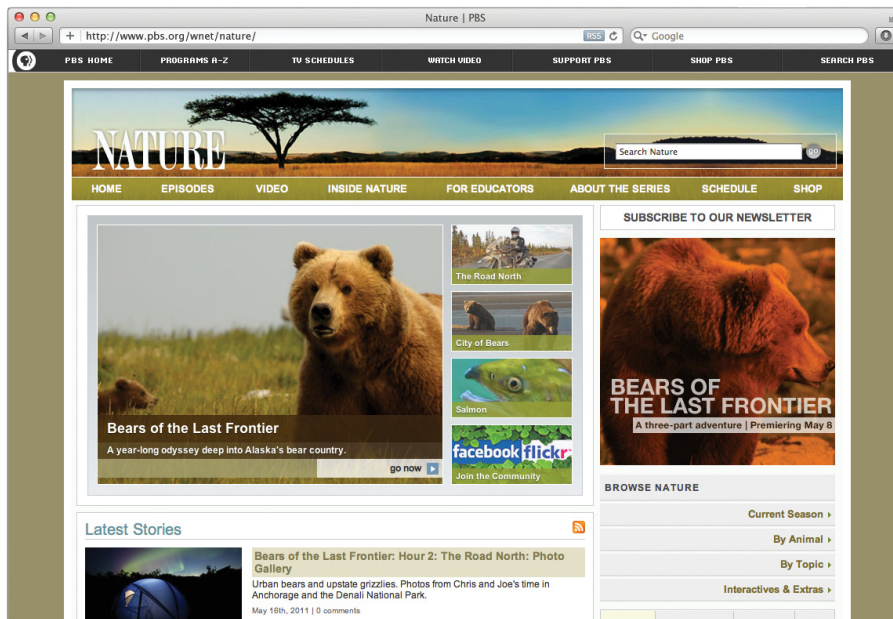 Nature | PBS
http://www.pbs.org/wnet/nature/
RSS
Google
PBS HOME
PROGRAMS A-Z
TV SCHEDULES
WATCH VIDEO
SUPPORT PBS
SHOP PBS
SEARCH PBS
NATURE
Search Nature
go
HOME
EPISODES
VIDEO
INSIDE NATURE
FOR EDUCATORS
ABOUT THE SERIES
SCHEDULE
SHOP
Bears of the Last Frontier
A year-long odyssey deep into Alaska's bear country.
go now
The Road North
City of Bears
Salmon
facebook flickr
Join the Community
SUBSCRIBE TO OUR NEWSLETTER
BEARS OF
THE LAST FRONTIER
A three-part adventure | Premiering May 8
BROWSE NATURE
Current Season
By Animal
By Topic
Interactives & Extras
Latest Stories
Bears of the Last Frontier: Hour 2: The Road North: Photo
Gallery
Urban bears and upstate grizzlies. Photos from Chris and Joe's time in
Anchorage and the Denali National Park.
May 16th, 2011 | 0 comments